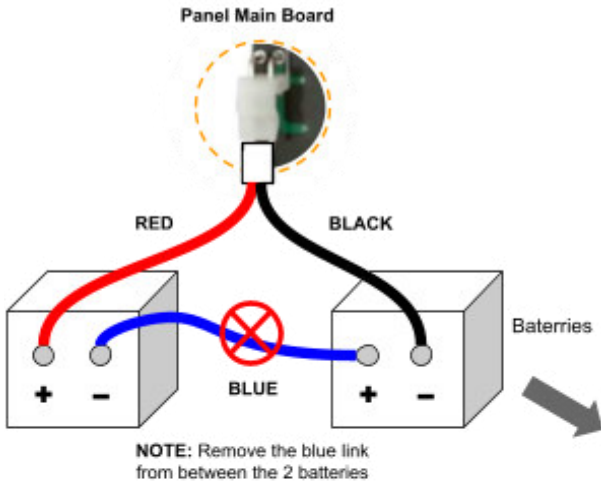 Panel Main Board
RED
BLACK
Baterries
+
–
BLUE
+
–
NOTE: Remove the blue link
from between the 2 batteries